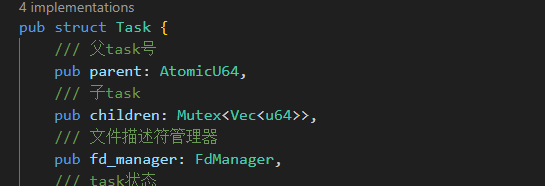 4 implementations
pub struct Task {
/// 父task号
pub parent: AtomicU64,
/// 子task
pub children: Mutex<Vec<u64>>,
/// 文件描述符管理器
pub fd_manager: FdManager,
/// task状态